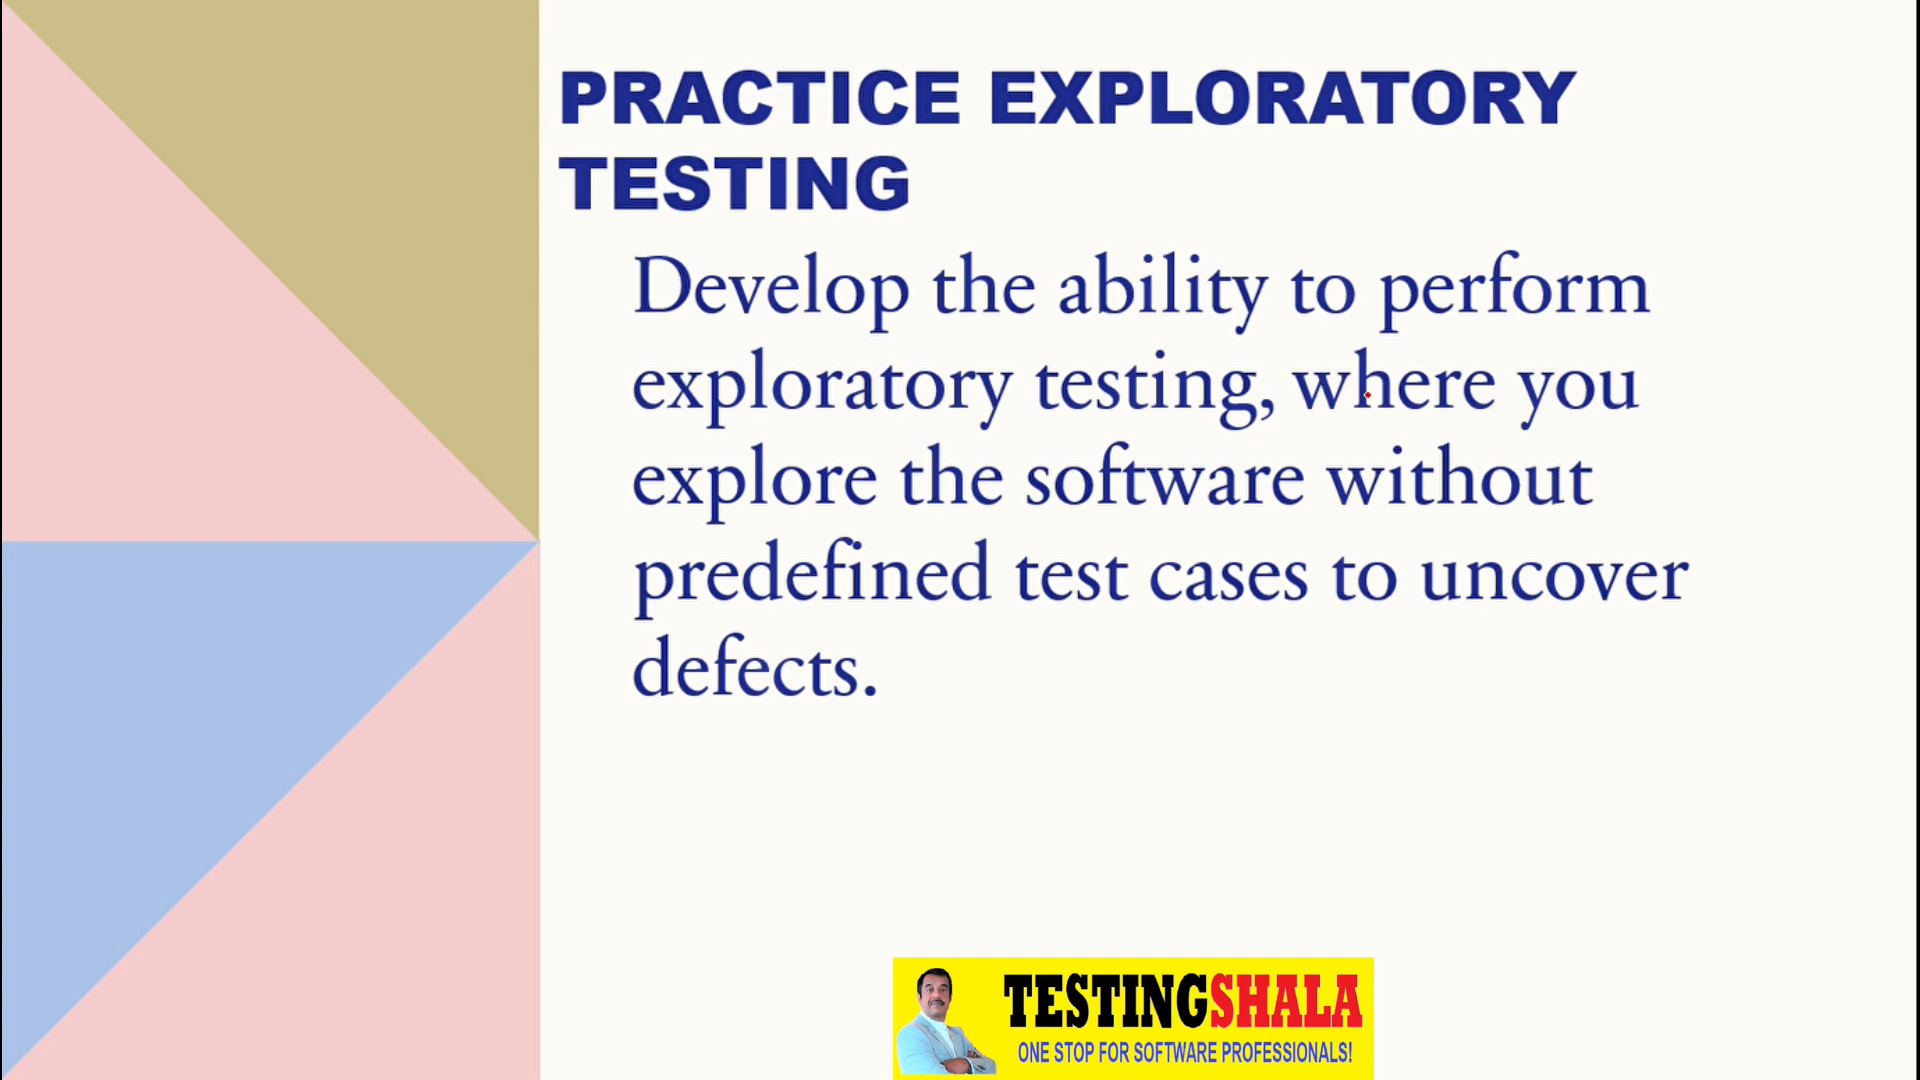 PRACTICE EXPLORATORY
TESTING
Develop the ability to perform
exploratory testing, where you
explore the software without
predefined test cases to uncover
defects.
TESTINGSHALA
ONE STOP FOR SOFTWARE PROFESSIONALS!